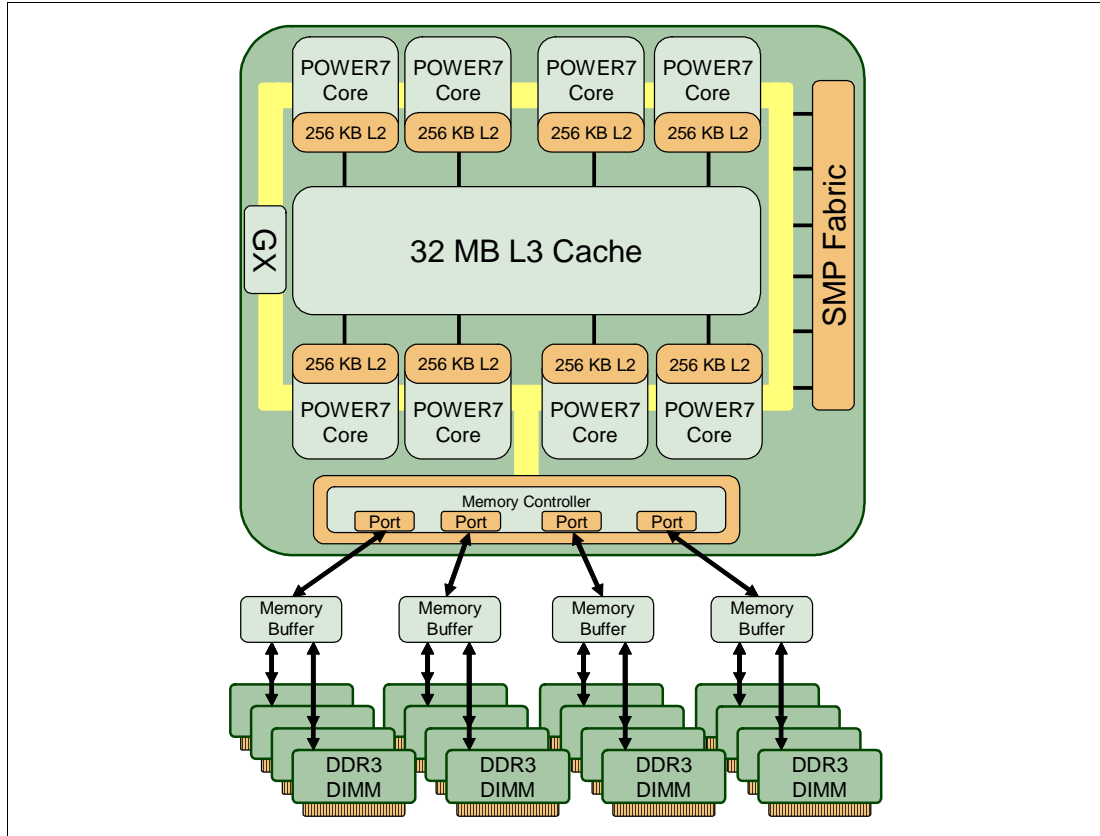 POWER7
Core
POWER7
Core
POWER7
Core
POWER7
Core
256 KB L2
256 KB L2
256 KB L2
256 KB L2
GX
32 MB L3 Cache
SMP Fabric
256 KB L2
256 KB L2
256 KB L2
256 KB L2
POWER7
Core
POWER7
Core
POWER7
Core
POWER7
Core
Memory Controller
Port
Port
Port
Port
Memory
Buffer
Memory
Buffer
Memory
Buffer
Memory
Buffer
DDR3
DIMM
DDR3
DIMM
DDR3
DIMM
DDR3
DIMM